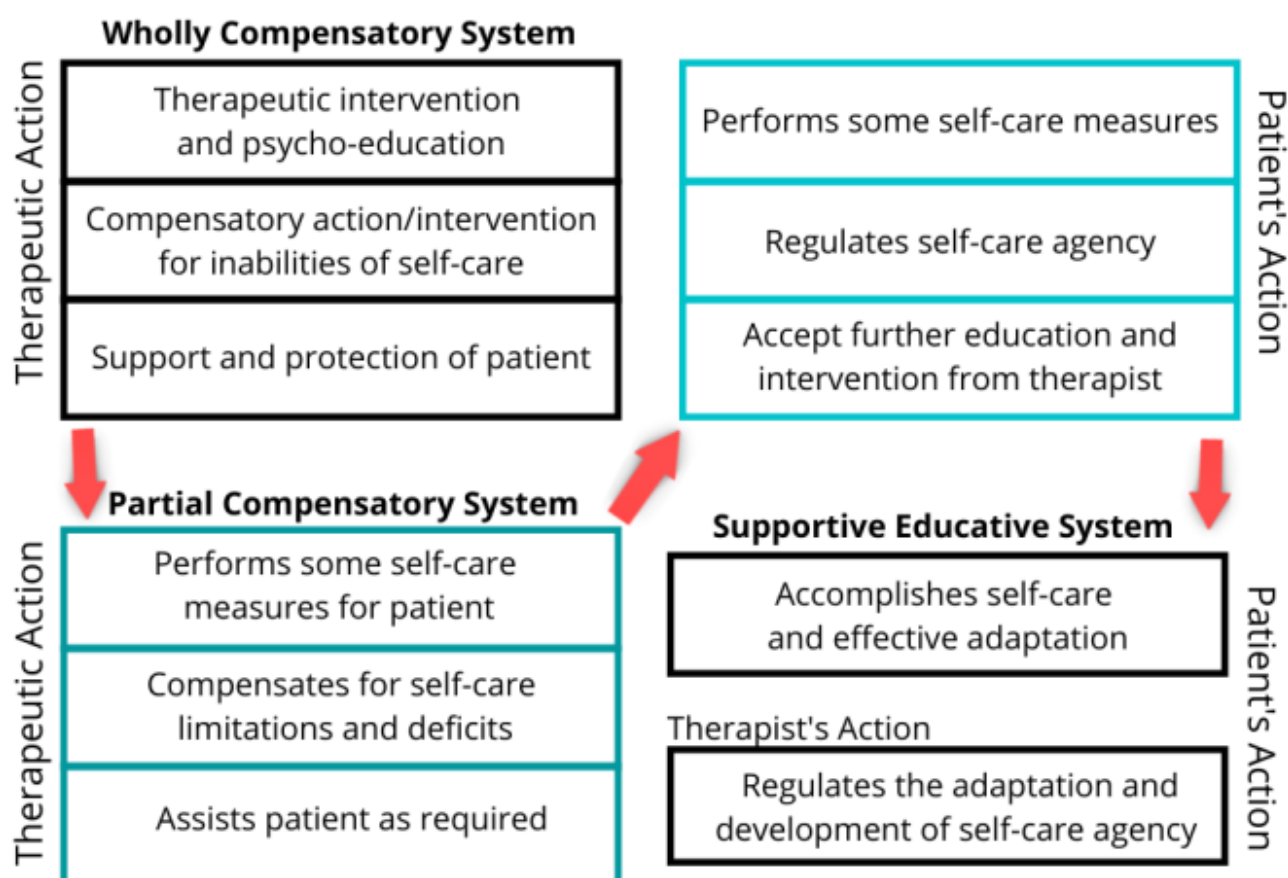 Wholly Compensatory System
Therapeutic Action
Therapeutic intervention
and psycho-education
Compensatory action/intervention
for inabilities of self-care
Support and protection of patient
Partial Compensatory System
Therapeutic Action
Performs some self-care
measures for patient
Compensates for self-care
limitations and deficits
Assists patient as required
Performs some self-care measures
Regulates self-care agency
Accept further education and
intervention from therapist
Patient's Action
Supportive Educative System
Accomplishes self-care
and effective adaptation
Therapist's Action
Regulates the adaptation and
development of self-care agency
Patient's Action